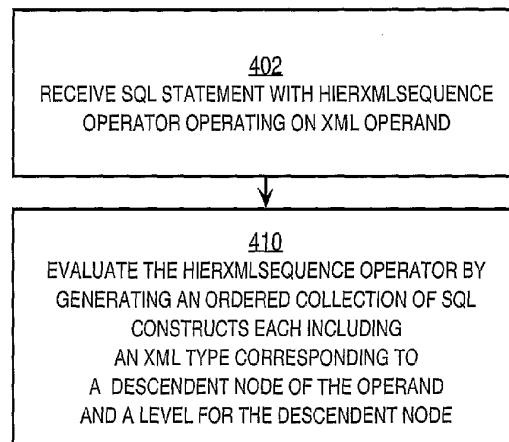 402
RECEIVE SQL STATEMENT WITH HIERXMLSEQUENCE
OPERATOR OPERATING ON XML OPERAND
410
EVALUATE THE HIERXMLSEQUENCE OPERATOR BY
GENERATING AN ORDERED COLLECTION OF SQL
CONSTRUCTS EACH INCLUDING
AN XML TYPE CORRESPONDING TO
A DESCENDENT NODE OF THE OPERAND
AND A LEVEL FOR THE DESCENDENT NODE